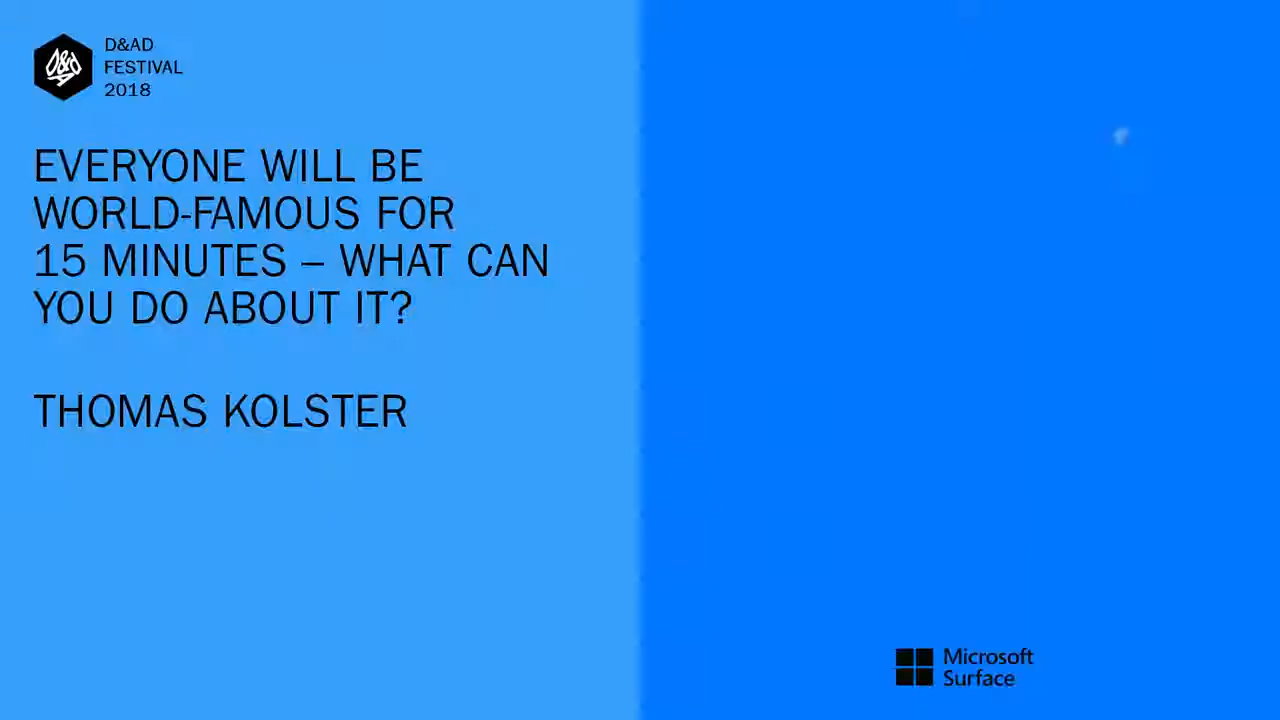 D&AD
FESTIVAL
2018
EVERYONE WILL BE
WORLD-FAMOUS FOR
15 MINUTES – WHAT CAN
YOU DO ABOUT IT?
THOMAS KOLSTER
Microsoft
Surface